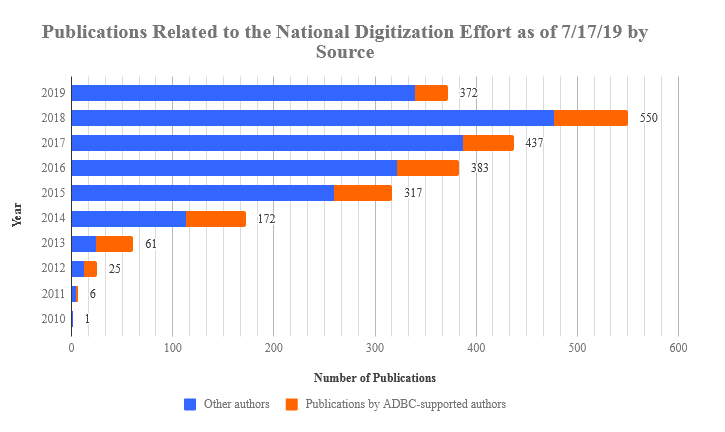 Publications Related to the National Digitization Effort as of 7/17/19 by
Source
2019 372
2018 550
2017 437
2016 383
2015 317
2014 172
2013 61
2012 25
2011 6
2010 1
Year
0 100 200 300 400 500 600
Number of Publications
Other authors Publications by ADBC-supported authors